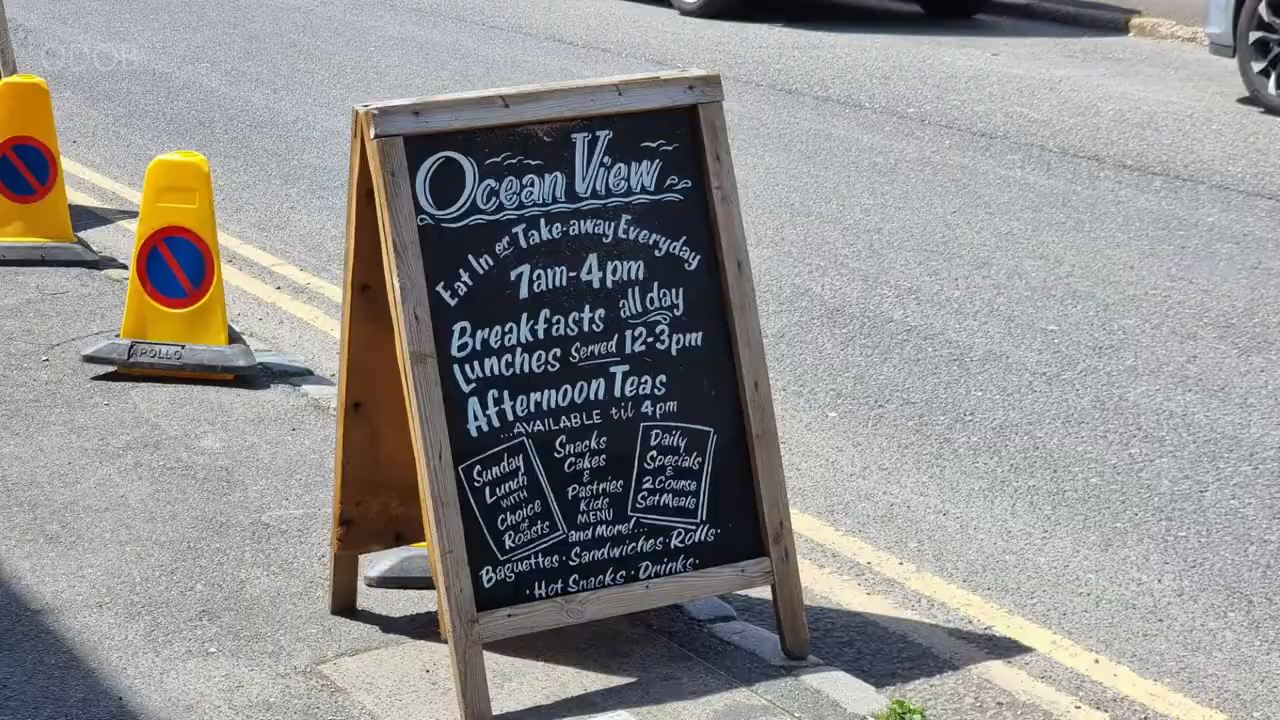 Ocean View
Eat In or Take-away Everyday
7am-4pm
Breakfasts all day
Lunches Served 12-3pm
Afternoon Teas
...AVAILABLE til 4pm
Sunday
Lunch
WITH
Choice
of
Roasts
Snacks
Cakes
&
Pastries
Kids
MENU
and More!...
Daily
Specials
&
2 Course
Set Meals
Baguettes · Sandwiches · Rolls ·
· Hot Snacks · Drinks ·
APOLLO